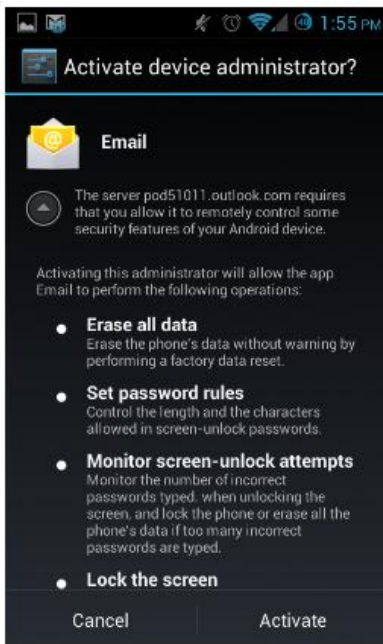 40 1:55 PM
Activate device administrator?
Email
The server pod51011.outlook.com requires
that you allow it to remotely control some
security features of your Android device.
Activating this administrator will allow the app
Email to perform the following operations:
Erase all data
Erase the phone's data without warning by
performing a factory data reset.
Set password rules
Control the length and the characters
allowed in screen-unlock passwords.
Monitor screen-unlock attempts
Monitor the number of incorrect
passwords typed. when unlocking the
screen, and lock the phone or erase all the
phone's data if too many incorrect
passwords are typed.
Lock the screen
Cancel Activate